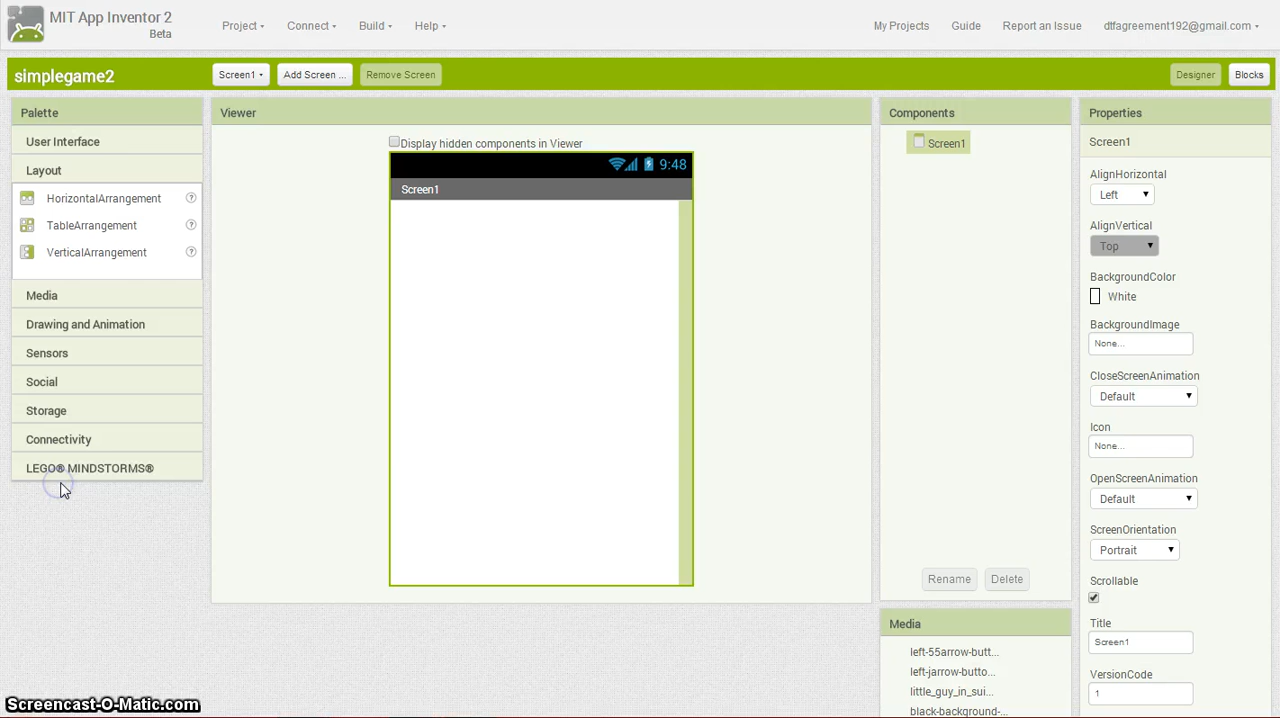 MIT App Inventor 2
Beta
Project
Connect
Build
Help
My Projects
Guide
Report an Issue
dtfagreement192@gmail.com
simplegame2
Screen1
Add Screen ...
Remove Screen
Designer
Blocks
Palette
User Interface
Layout
HorizontalArrangement
?
TableArrangement
?
VerticalArrangement
?
Media
Drawing and Animation
Sensors
Social
Storage
Connectivity
LEGO® MINDSTORMS®
Viewer
Display hidden components in Viewer
9:48
Screen1
Components
Screen1
Rename
Delete
Media
left-55arrow-butt...
left-jarrow-butto...
little_guy_in_sui...
black-background-...
Properties
Screen1
AlignHorizontal
Left
AlignVertical
Top
BackgroundColor
White
BackgroundImage
None...
CloseScreenAnimation
Default
Icon
None...
OpenScreenAnimation
Default
ScreenOrientation
Portrait
Scrollable
Title
Screen1
VersionCode
1
Screencast-O-Matic.com